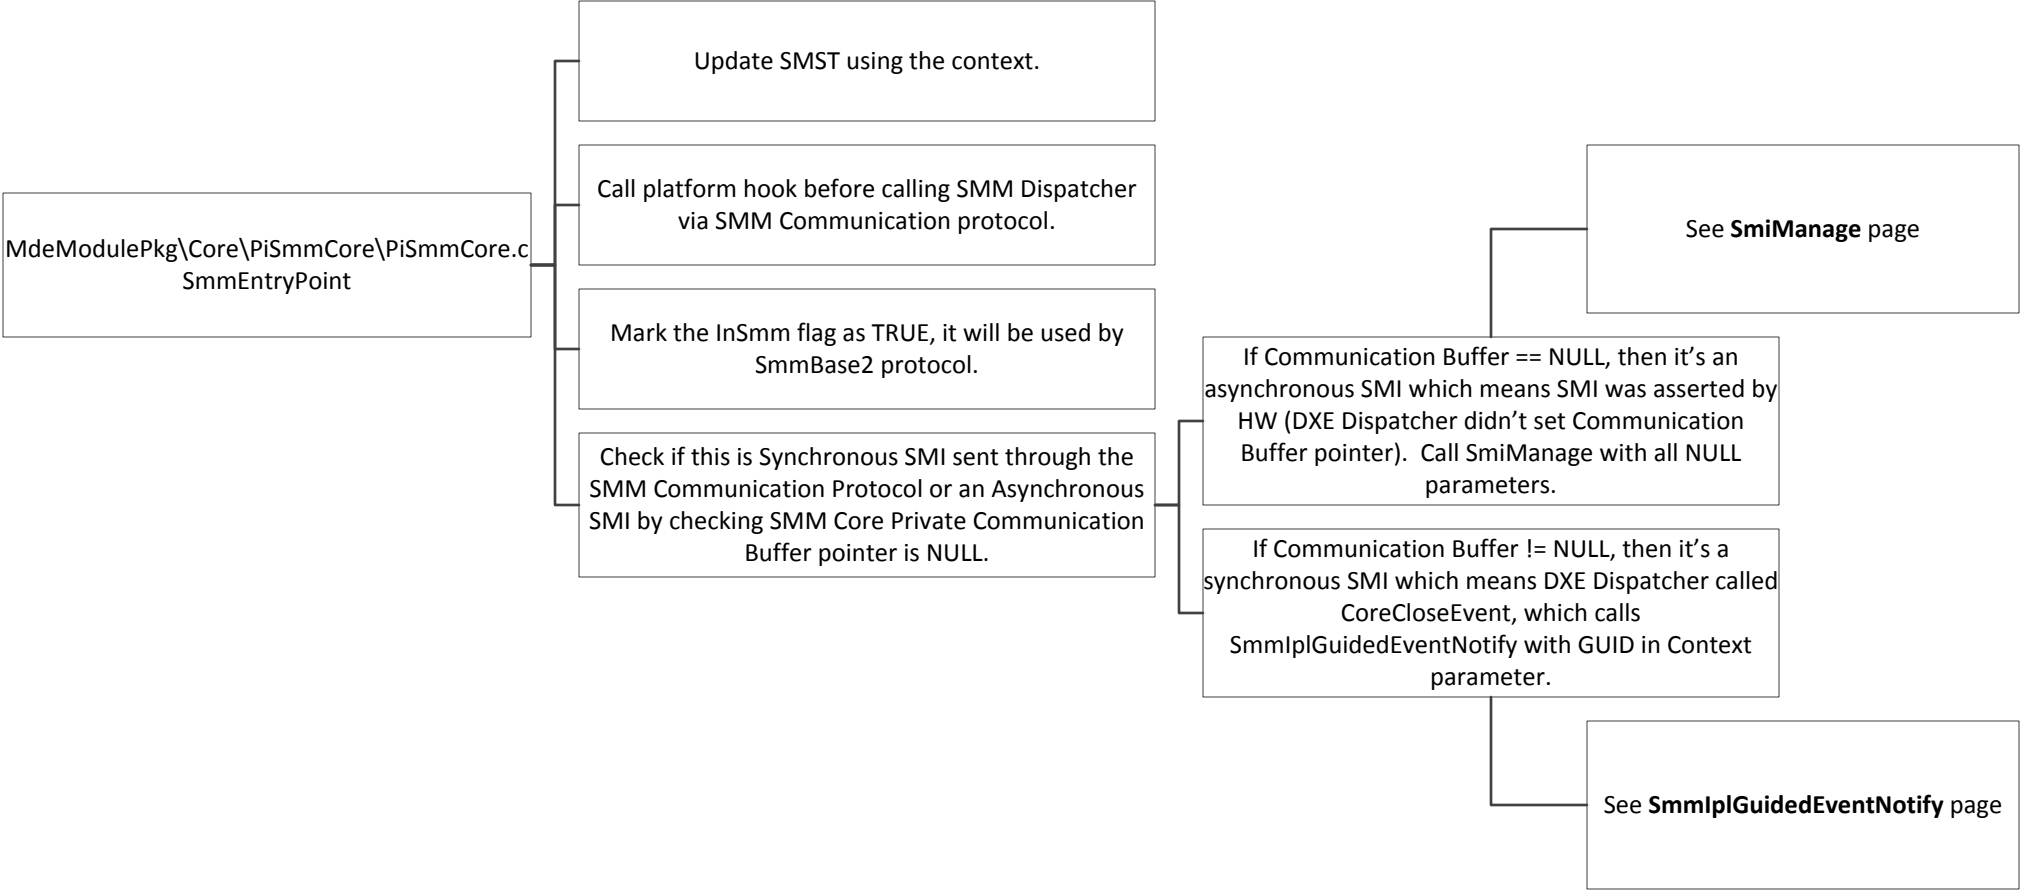 MdeModulePkg\Core\PiSmmCore\PiSmmCore.c
SmmEntryPoint
Update SMST using the context.
Call platform hook before calling SMM Dispatcher
via SMM Communication protocol.
Mark the InSmm flag as TRUE, it will be used by
SmmBase2 protocol.
Check if this is Synchronous SMI sent through the
SMM Communication Protocol or an Asynchronous
SMI by checking SMM Core Private Communication
Buffer pointer is NULL.
If Communication Buffer == NULL, then it’s an
asynchronous SMI which means SMI was asserted by
HW (DXE Dispatcher didn’t set Communication
Buffer pointer).  Call SmiManage with all NULL
parameters.
If Communication Buffer != NULL, then it’s a
synchronous SMI which means DXE Dispatcher called
CoreCloseEvent, which calls
SmmIplGuidedEventNotify with GUID in Context
parameter.
See SmiManage page
See SmmIplGuidedEventNotify page